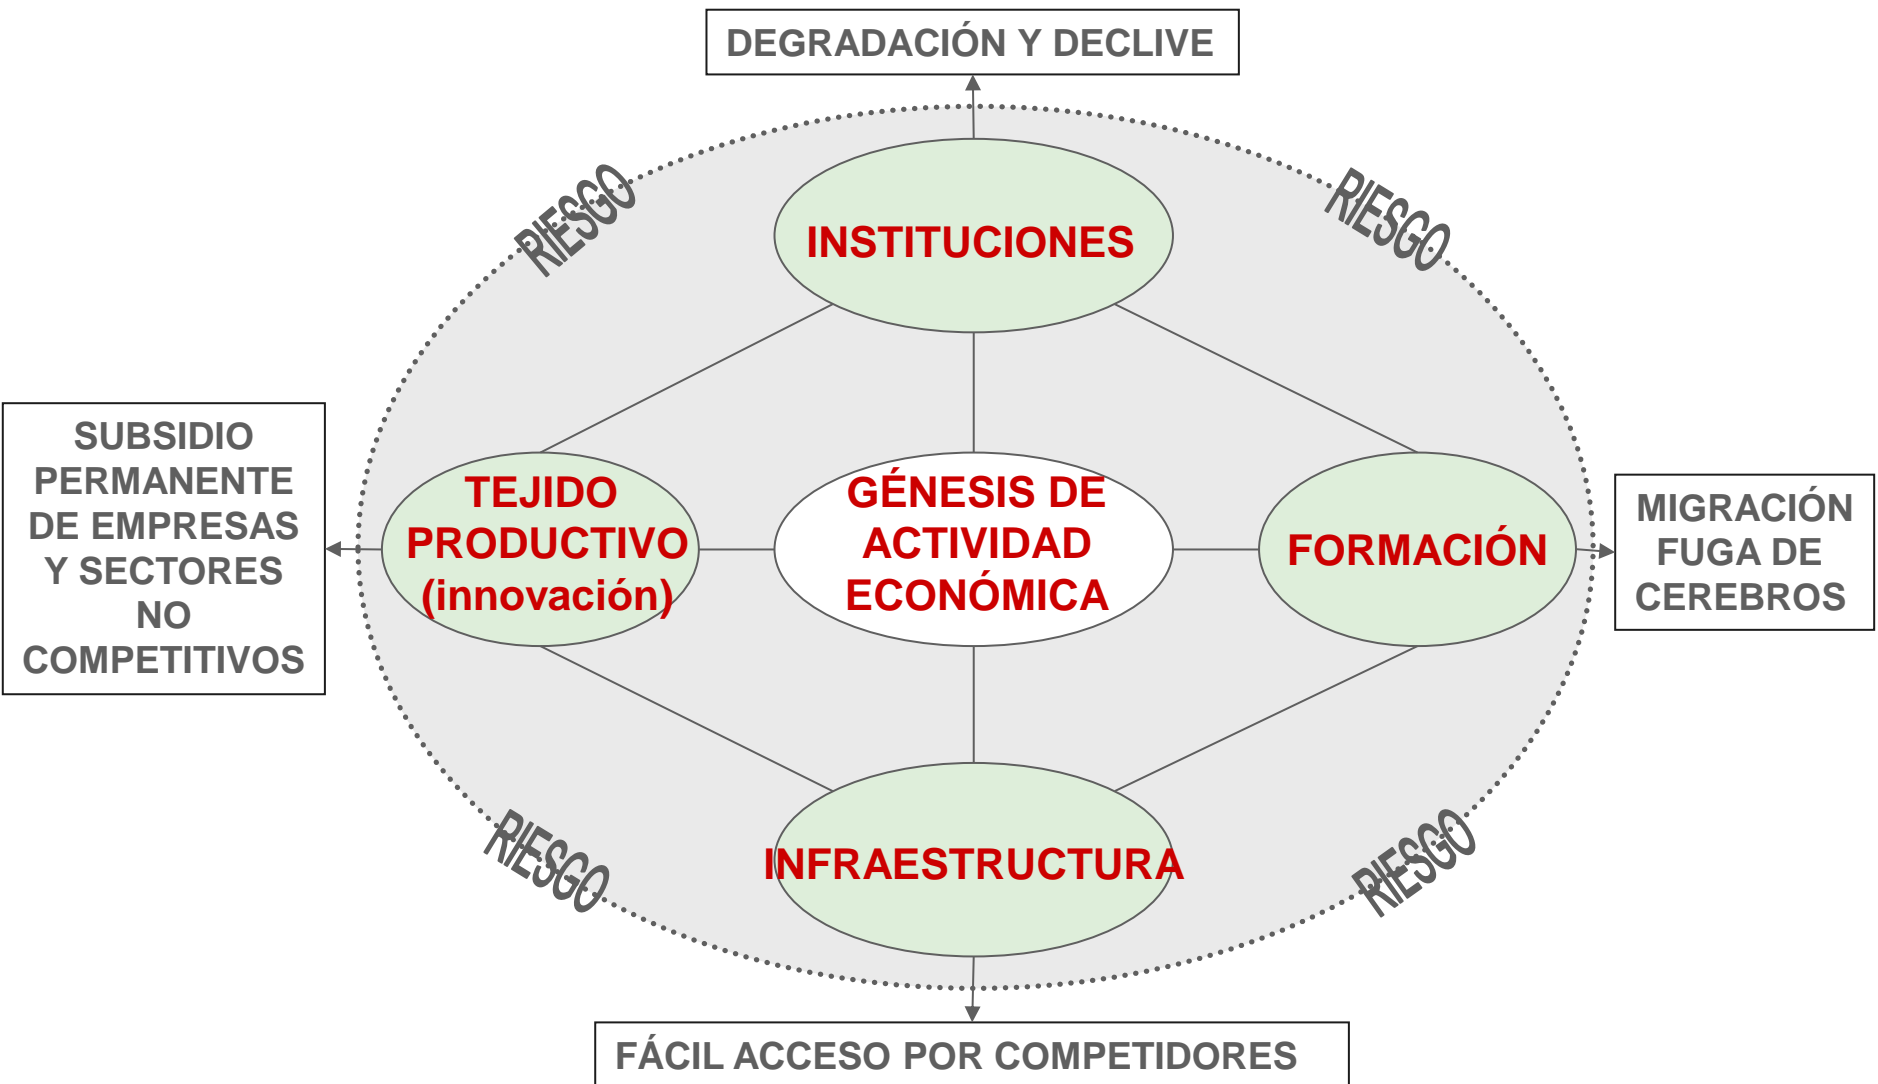 DEGRADACIÓN Y DECLIVE
RIESGO
RIESGO
INSTITUCIONES
SUBSIDIO
PERMANENTE
DE EMPRESAS
Y SECTORES
NO
COMPETITIVOS
TEJIDO
PRODUCTIVO
(innovación)
GÉNESIS DE
ACTIVIDAD
ECONÓMICA
FORMACIÓN
MIGRACIÓN
FUGA DE
CEREBROS
RIESGO
INFRAESTRUCTURA
RIESGO
FÁCIL ACCESO POR COMPETIDORES